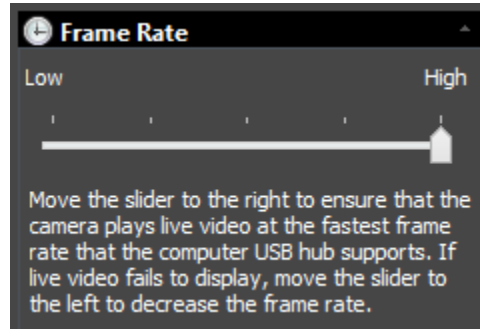 Frame Rate
Low High
Move the slider to the right to ensure that the
camera plays live video at the fastest frame
rate that the computer USB hub supports. If
live video fails to display, move the slider to
the left to decrease the frame rate.